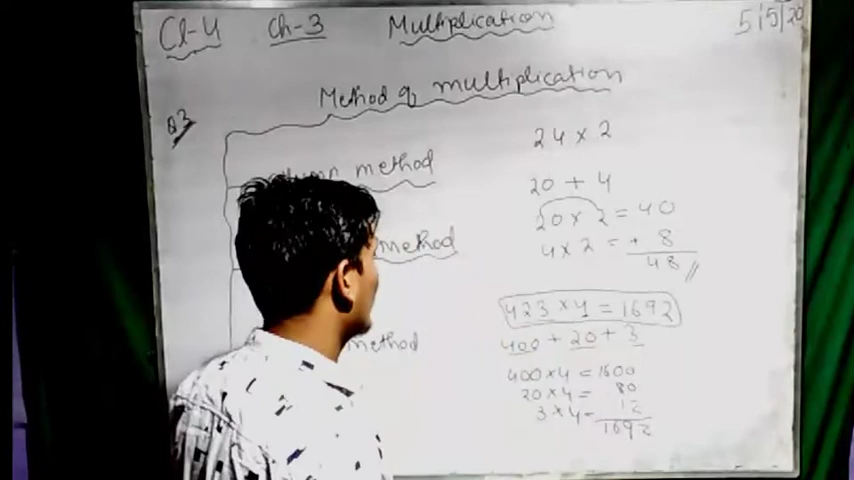 Cl-4 Ch-3 Multiplication 5/5/20
Method of multiplication
Q3
method
method
method
24 × 2
20 + 4
20 × 2 = 40
4 × 2 = + 8
48
423 × 4 = 1692
400 + 20 + 3
400 × 4 = 1600
20 × 4 = 80
3 × 4 = 12
1692